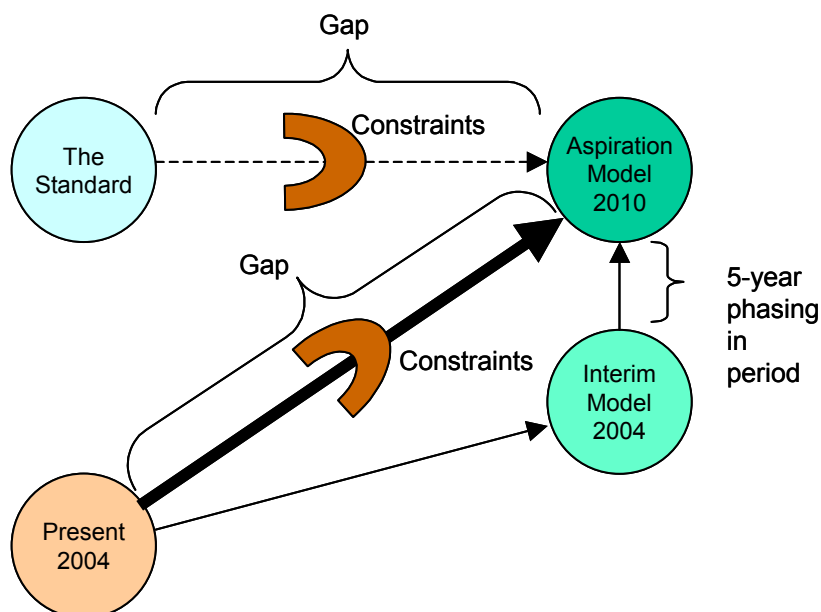 Gap
Constraints
The
Standard
Aspiration
Model
2010
Gap
5-year
phasing
in
period
Constraints
Interim
Model
2004
Present
2004